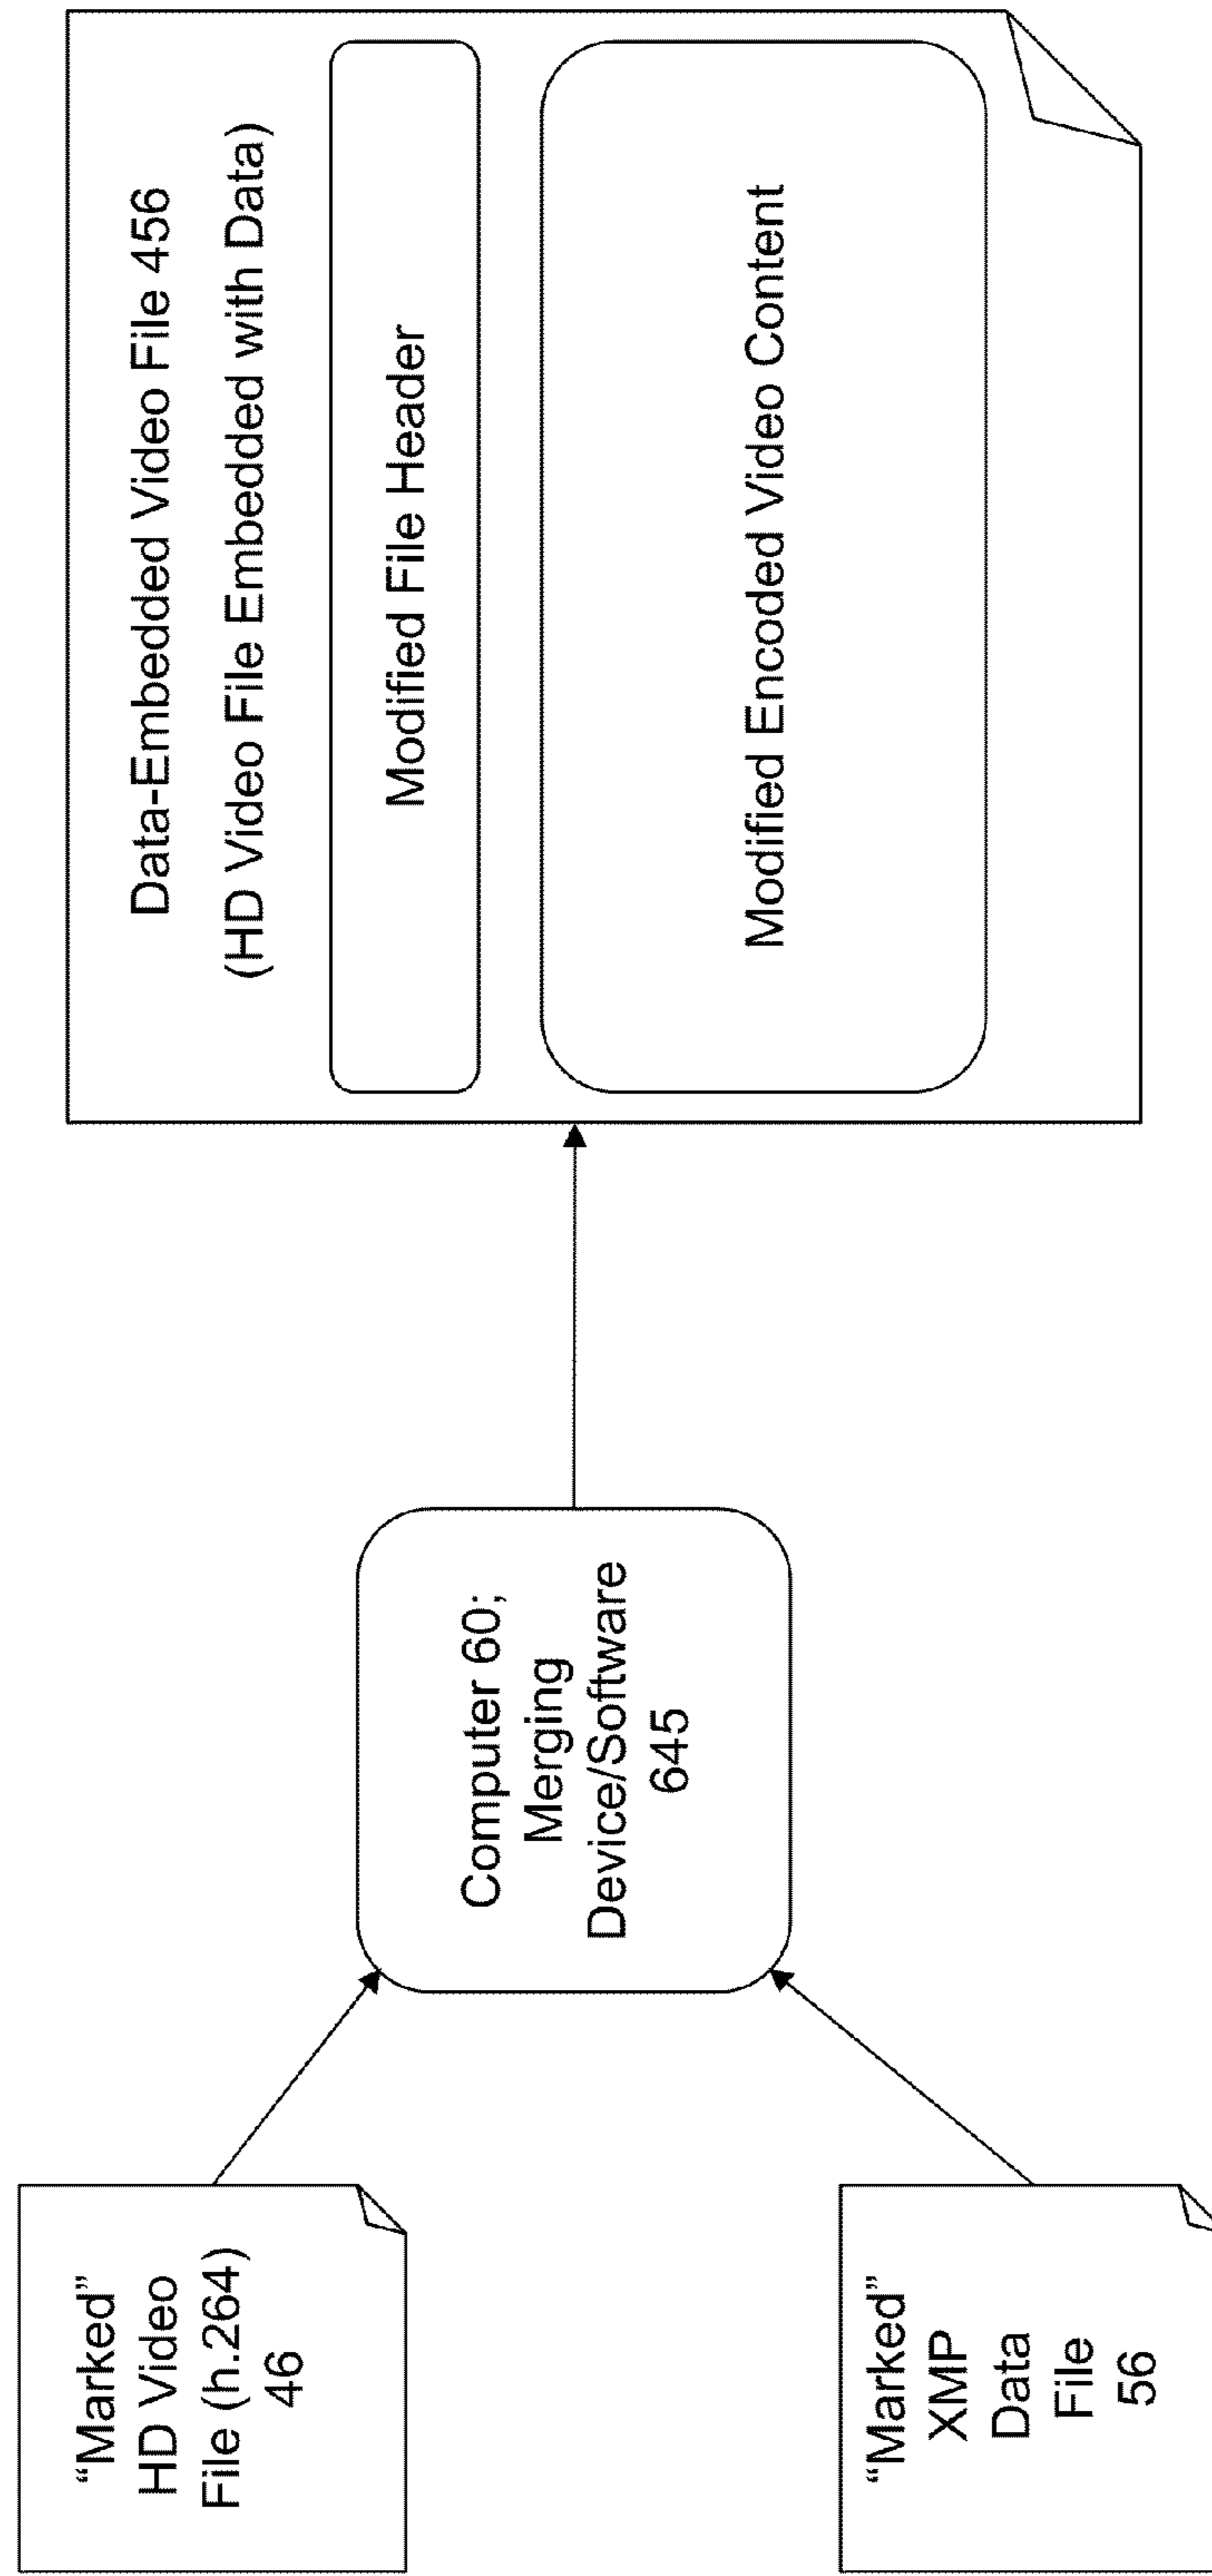 “Marked”
HD Video
File (h.264)
46
“Marked”
XMP
Data
File
56
Computer 60;
Merging
Device/Software
645
Data-Embedded Video File 456
(HD Video File Embedded with Data)
Modified File Header
Modified Encoded Video Content